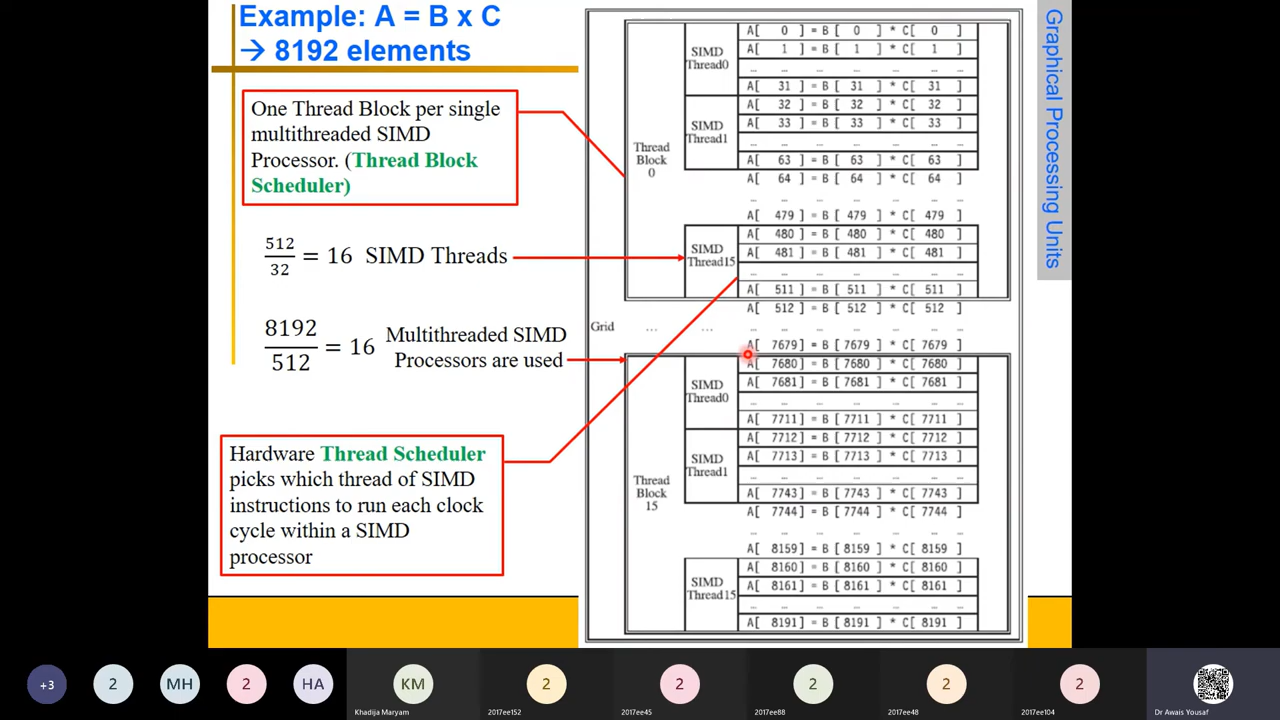 Example: A = B x C
→ 8192 elements
One Thread Block per single
multithreaded SIMD
Processor. (Thread Block
Scheduler)
512
32
= 16 SIMD Threads
8192
512
= 16 Multithreaded SIMD
Processors are used
Hardware Thread Scheduler
picks which thread of SIMD
instructions to run each clock
cycle within a SIMD
processor
Grid
... ...
Thread
Block
0
SIMD
Thread0
A[ 0 ] = B [ 0 ] * C[ 0 ]
A[ 1 ] = B [ 1 ] * C[ 1 ]
... ... ... ... ...
A[ 31 ] = B [ 31 ] * C[ 31 ]
SIMD
Thread1
A[ 32 ] = B [ 32 ] * C[ 32 ]
A[ 33 ] = B [ 33 ] * C[ 33 ]
... ... ... ... ...
A[ 63 ] = B [ 63 ] * C[ 63 ]
A[ 64 ] = B [ 64 ] * C[ 64 ]
... ... ... ... ...
A[ 479 ] = B [ 479 ] * C[ 479 ]
SIMD
Thread15
A[ 480 ] = B [ 480 ] * C[ 480 ]
A[ 481 ] = B [ 481 ] * C[ 481 ]
... ... ... ... ...
A[ 511 ] = B [ 511 ] * C[ 511 ]
A[ 512 ] = B [ 512 ] * C[ 512 ]
... ... ... ... ...
A[ 7679 ] = B [ 7679 ] * C[ 7679 ]
Thread
Block
15
SIMD
Thread0
A[ 7680 ] = B [ 7680 ] * C[ 7680 ]
A[ 7681 ] = B [ 7681 ] * C[ 7681 ]
... ... ... ... ...
A[ 7711 ] = B [ 7711 ] * C[ 7711 ]
SIMD
Thread1
A[ 7712 ] = B [ 7712 ] * C[ 7712 ]
A[ 7713 ] = B [ 7713 ] * C[ 7713 ]
... ... ... ... ...
A[ 7743 ] = B [ 7743 ] * C[ 7743 ]
A[ 7744 ] = B [ 7744 ] * C[ 7744 ]
... ... ... ... ...
A[ 8159 ] = B [ 8159 ] * C[ 8159 ]
SIMD
Thread15
A[ 8160 ] = B [ 8160 ] * C[ 8160 ]
A[ 8161 ] = B [ 8161 ] * C[ 8161 ]
... ... ... ... ...
A[ 8191 ] = B [ 8191 ] * C[ 8191 ]
Graphical Processing Units
+3 2 MH 2 HA KM 2 2 2 2 2
Khadija Maryam 2017ee152 2017ee45 2017ee88 2017ee48 2017ee104 Dr Awais Yousaf